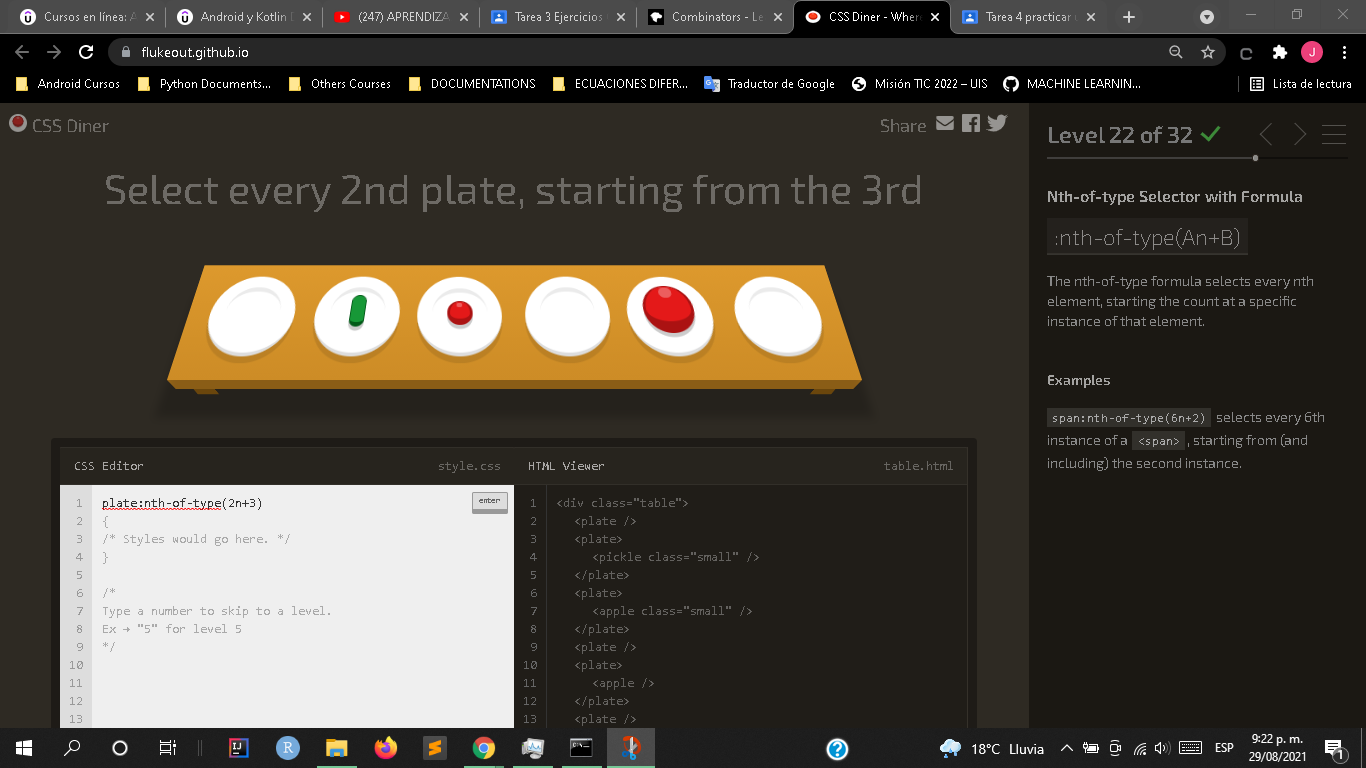 Cursos en línea: A
Android y Kotlin D
(247) APRENDIZA
Tarea 3 Ejercicios
Combinators - Le
CSS Diner - Where
Tarea 4 practicar
flukeout.github.io
J
Android Cursos
Python Documents...
Others Courses
DOCUMENTATIONS
ECUACIONES DIFER...
Traductor de Google
Misión TIC 2022 – UIS
MACHINE LEARNIN...
Lista de lectura
CSS Diner
Share
Select every 2nd plate, starting from the 3rd
CSS Editor
style.css
HTML Viewer
table.html
1 plate:nth-of-type(2n+3)
enter
2 {
3 /* Styles would go here. */
4 }
5
6 /*
7 Type a number to skip to a level.
8 Ex → "5" for level 5
9 */
10
11
12
13
1 <div class="table">
2 <plate />
3 <plate>
4 <pickle class="small" />
5 </plate>
6 <plate>
7 <apple class="small" />
8 </plate>
9 <plate />
10 <plate>
11 <apple />
12 </plate>
13 <plate />
Level 22 of 32
Nth-of-type Selector with Formula
:nth-of-type(An+B)
The nth-of-type formula selects every nth
element, starting the count at a specific
instance of that element.
Examples
span:nth-of-type(6n+2) selects every 6th
instance of a <span>, starting from (and
including) the second instance.
IJ
R
18°C Lluvia
ESP
9:22 p. m.
29/08/2021
1